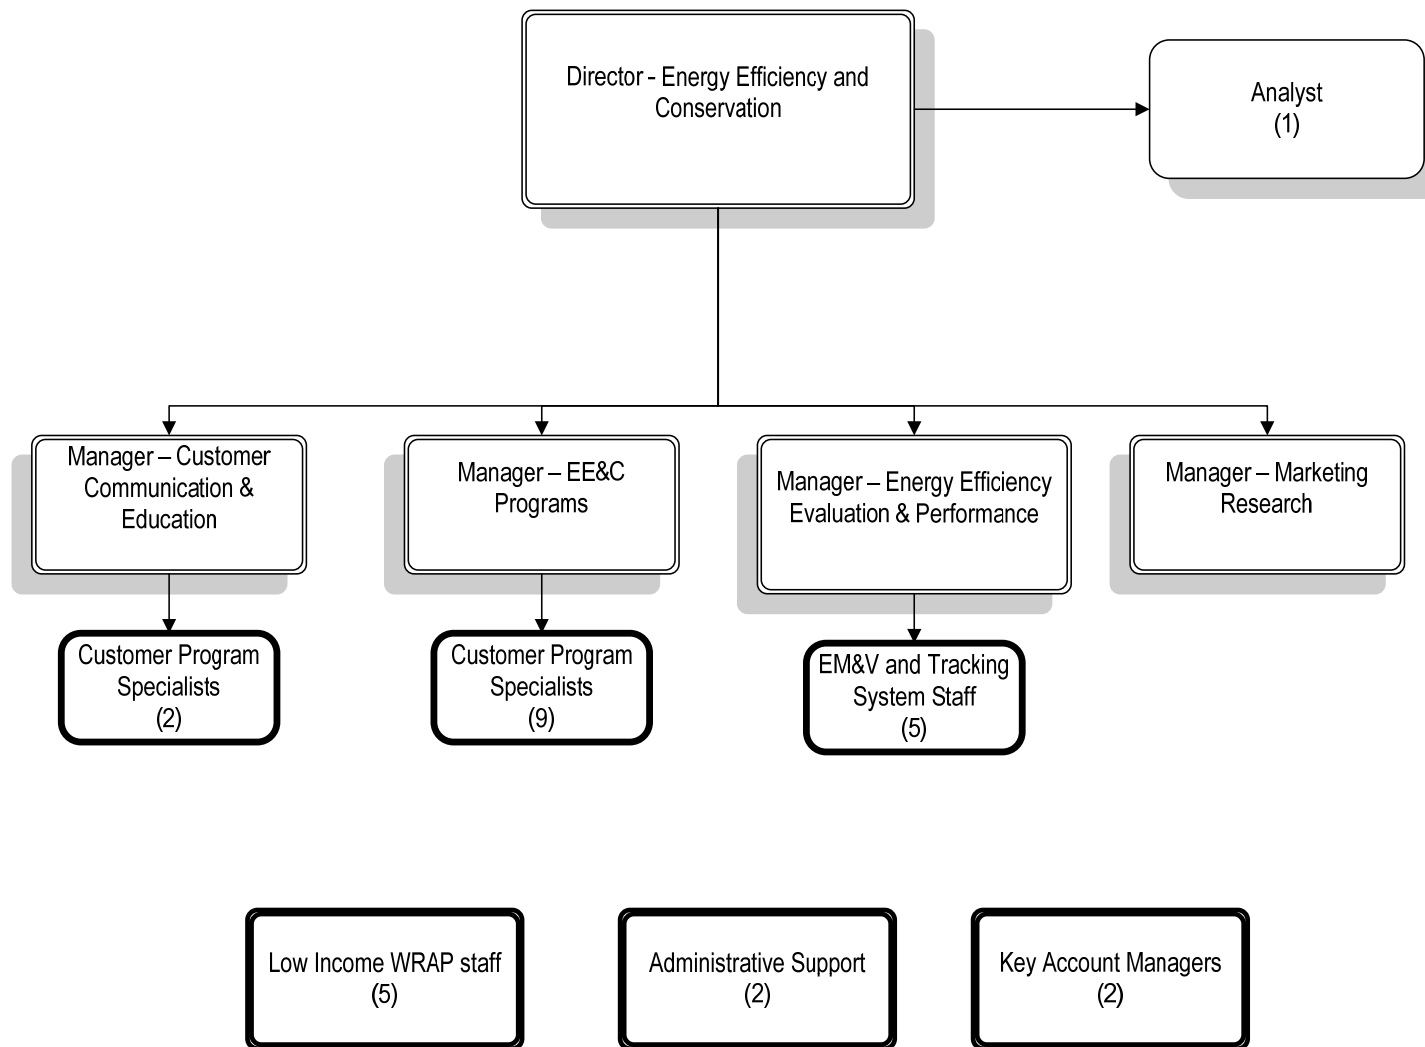 Director - Energy Efficiency and
Conservation
Analyst
(1)
Manager – Customer
Communication &
Education
Manager – EE&C
Programs
Manager – Energy Efficiency
Evaluation & Performance
Manager – Marketing
Research
Customer Program
Specialists
(2)
Customer Program
Specialists
(9)
EM&V and Tracking
System Staff
(5)
Low Income WRAP staff
(5)
Administrative Support
(2)
Key Account Managers
(2)